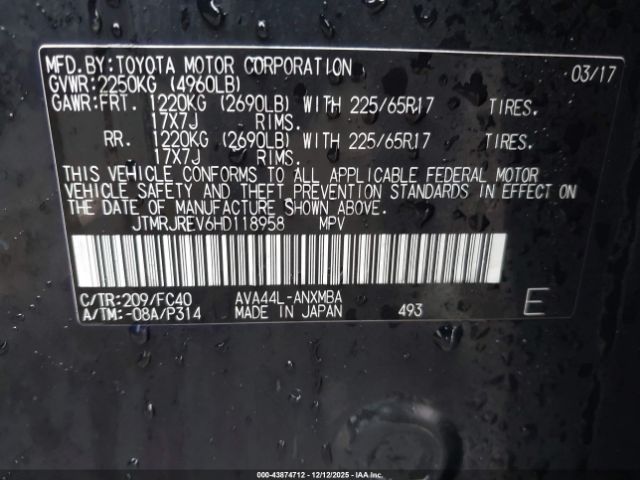 MFD.BY:TOYOTA MOTOR CORPORATION 03/17
GVWR:2250KG (4960LB)
GAWR:FRT. 1220KG (2690LB) WITH 225/65R17 TIRES.
17X7J RIMS.
RR. 1220KG (2690LB) WITH 225/65R17 TIRES.
17X7J RIMS.
THIS VEHICLE CONFORMS TO ALL APPLICABLE FEDERAL MOTOR
VEHICLE SAFETY AND THEFT PREVENTION STANDARDS IN EFFECT ON
THE DATE OF MANUFACTURE SHOWN ABOVE.
JTMRJREV6HD118958 MPV
C/TR:209/FC40 AVA44L-ANXMBA
A/TM:-08A/P314 MADE IN JAPAN 493 E
000-43874712 - 12/12/2025 - IAA Inc.